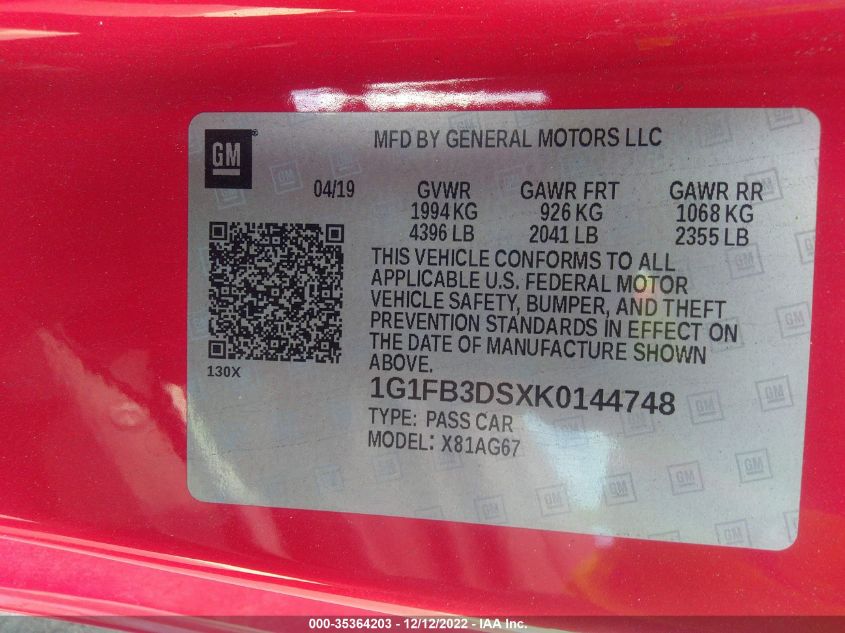 MFD BY GENERAL MOTORS LLC
GM
04/19 GVWR GAWR FRT GAWR RR
1994 KG 926 KG 1068 KG
4396 LB 2041 LB 2355 LB
THIS VEHICLE CONFORMS TO ALL
APPLICABLE U.S. FEDERAL MOTOR
VEHICLE SAFETY, BUMPER, AND THEFT
PREVENTION STANDARDS IN EFFECT ON
THE DATE OF MANUFACTURE SHOWN
ABOVE.
130X
1G1FB3DSXK0144748
TYPE: PASS CAR
MODEL: X81AG67
000-35364203 - 12/12/2022 - IAA Inc.